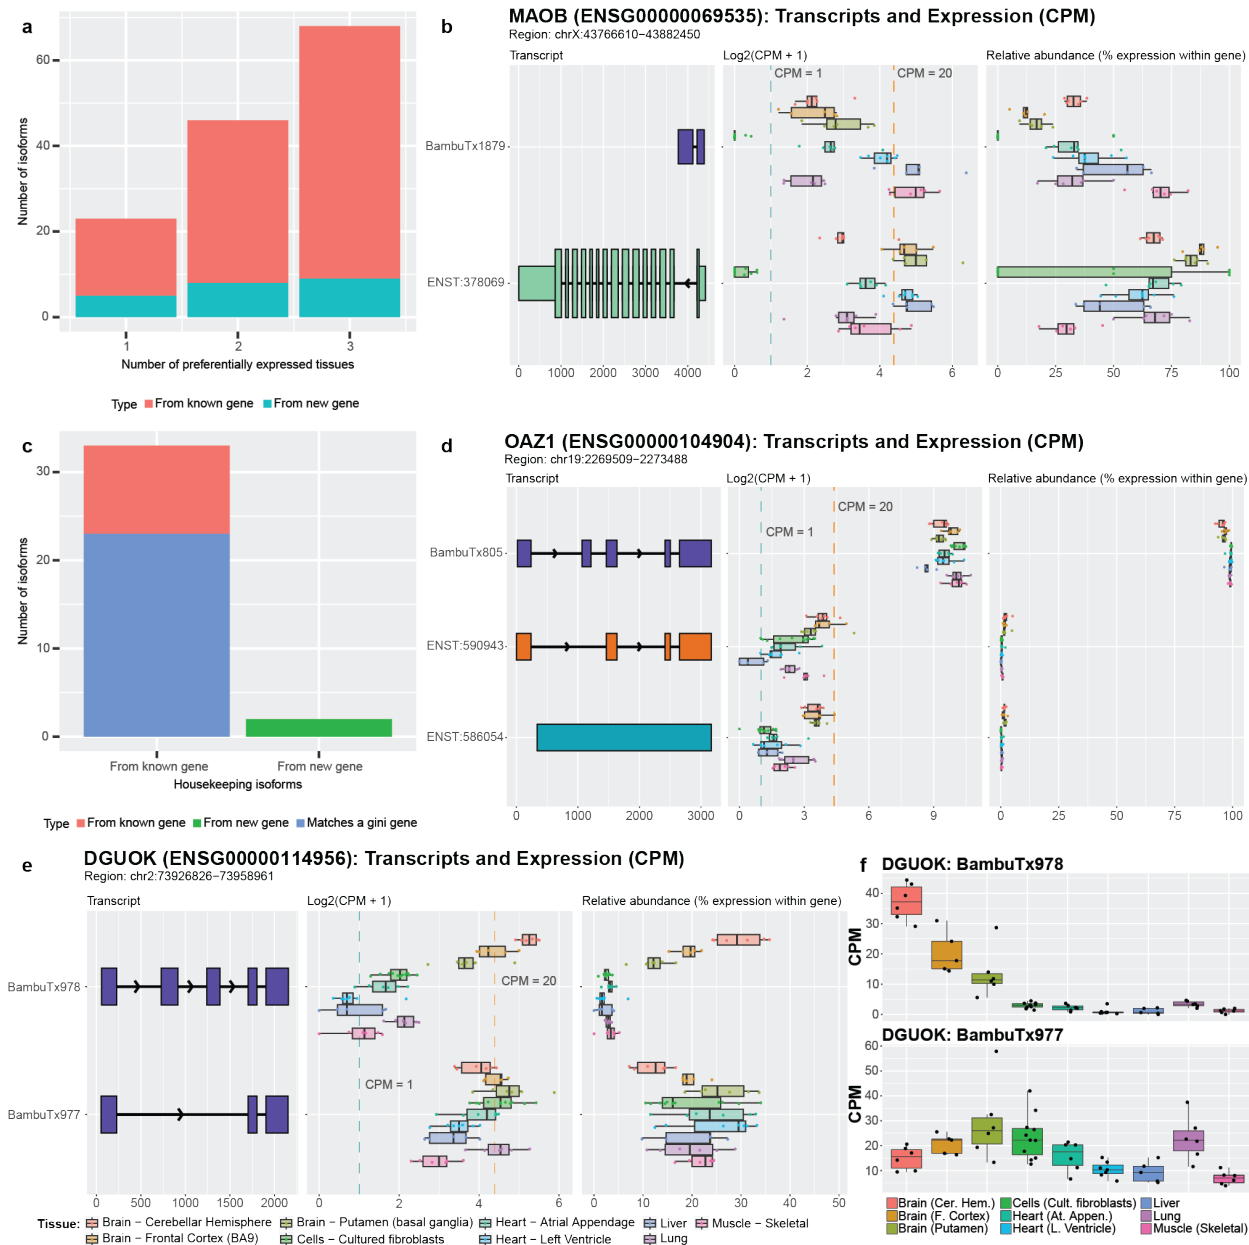 a
Number of isoforms
60
40
20
0
1
2
3
Number of preferentially expressed tissues
Type From known gene From new gene
b
MAOB (ENSG00000069535): Transcripts and Expression (CPM)
Region: chrX:43766610−43882450
Transcript
Log2(CPM + 1)
Relative abundance (% expression within gene)
CPM = 1
CPM = 20
BambuTx1879
ENST:378069
0 1000 2000 3000 4000
0 2 4 6
0 25 50 75 100
c
Number of isoforms
30
20
10
0
From known gene
From new gene
Housekeeping isoforms
Type From known gene From new gene Matches a gini gene
d
OAZ1 (ENSG00000104904): Transcripts and Expression (CPM)
Region: chr19:2269509−2273488
Transcript
Log2(CPM + 1)
Relative abundance (% expression within gene)
CPM = 20
CPM = 1
BambuTx805
ENST:590943
ENST:586054
0 1000 2000 3000
0 3 6 9
0 25 50 75 100
e
DGUOK (ENSG00000114956): Transcripts and Expression (CPM)
Region: chr2:73926826−73958961
Transcript
Log2(CPM + 1)
Relative abundance (% expression within gene)
CPM = 20
CPM = 1
BambuTx978
BambuTx977
0 500 1000 1500 2000
0 2 4 6
0 10 20 30 40 50
Tissue:
Brain − Cerebellar Hemisphere
Brain − Putamen (basal ganglia)
Heart − Atrial Appendage
Liver
Muscle − Skeletal
Brain − Frontal Cortex (BA9)
Cells − Cultured fibroblasts
Heart − Left Ventricle
Lung
f
DGUOK: BambuTx978
CPM
40
30
20
10
0
DGUOK: BambuTx977
CPM
60
50
40
30
20
10
Brain (Cer. Hem.)
Cells (Cult. fibroblasts)
Liver
Brain (F. Cortex)
Heart (At. Appen.)
Lung
Brain (Putamen)
Heart (L. Ventricle)
Muscle (Skeletal)